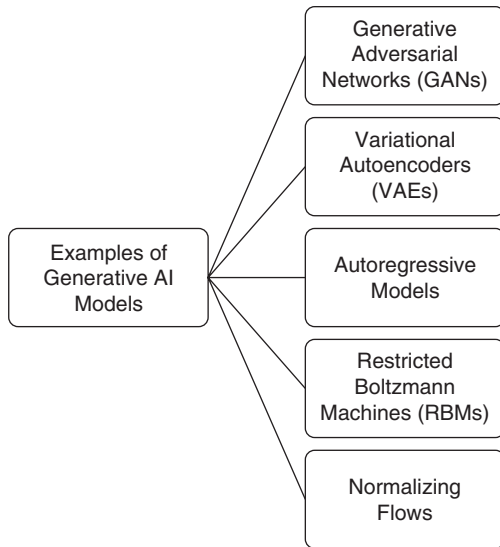 Generative
Adversarial
Networks (GANs)
Variational
Autoencoders
(VAEs)
Examples of
Generative AI
Models
Autoregressive
Models
Restricted
Boltzmann
Machines (RBMs)
Normalizing
Flows